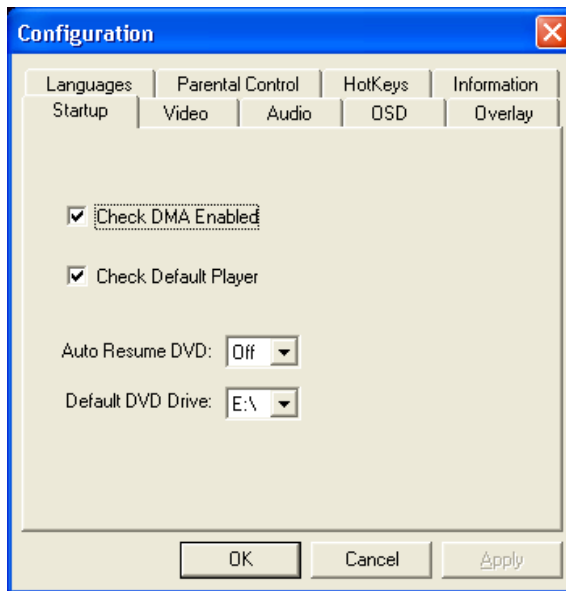 Configuration
Languages Parental Control HotKeys Information
Startup Video Audio OSD Overlay
Check DMA Enabled
Check Default Player
Auto Resume DVD: Off
Default DVD Drive: E:\
OK Cancel Apply